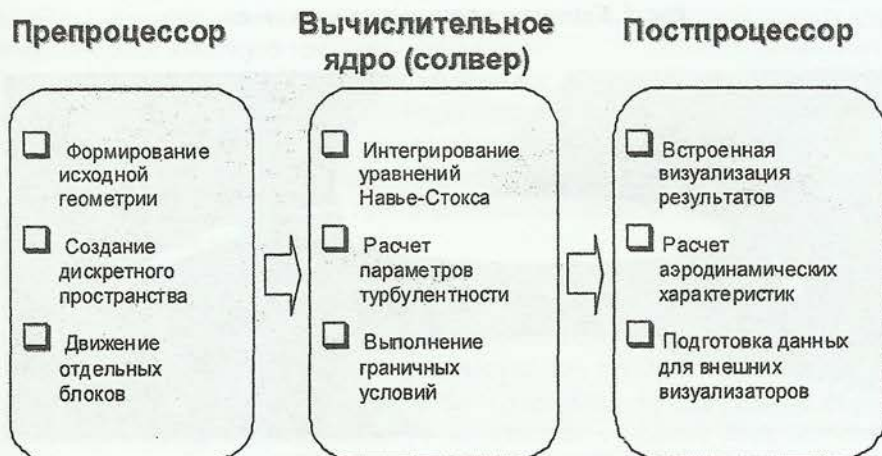 Препроцессор
Формирование
исходной
геометрии
Создание
дискретного
пространства
Движение
отдельных
блоков
Вычислительное
ядро (солвер)
Интегрирование
уравнений
Навье-Стокса
Расчет
параметров
турбулентности
Выполнение
граничных
условий
Постпроцессор
Встроенная
визуализация
результатов
Расчет
аэродинамических
характеристик
Подготовка данных
для внешних
визуализаторов